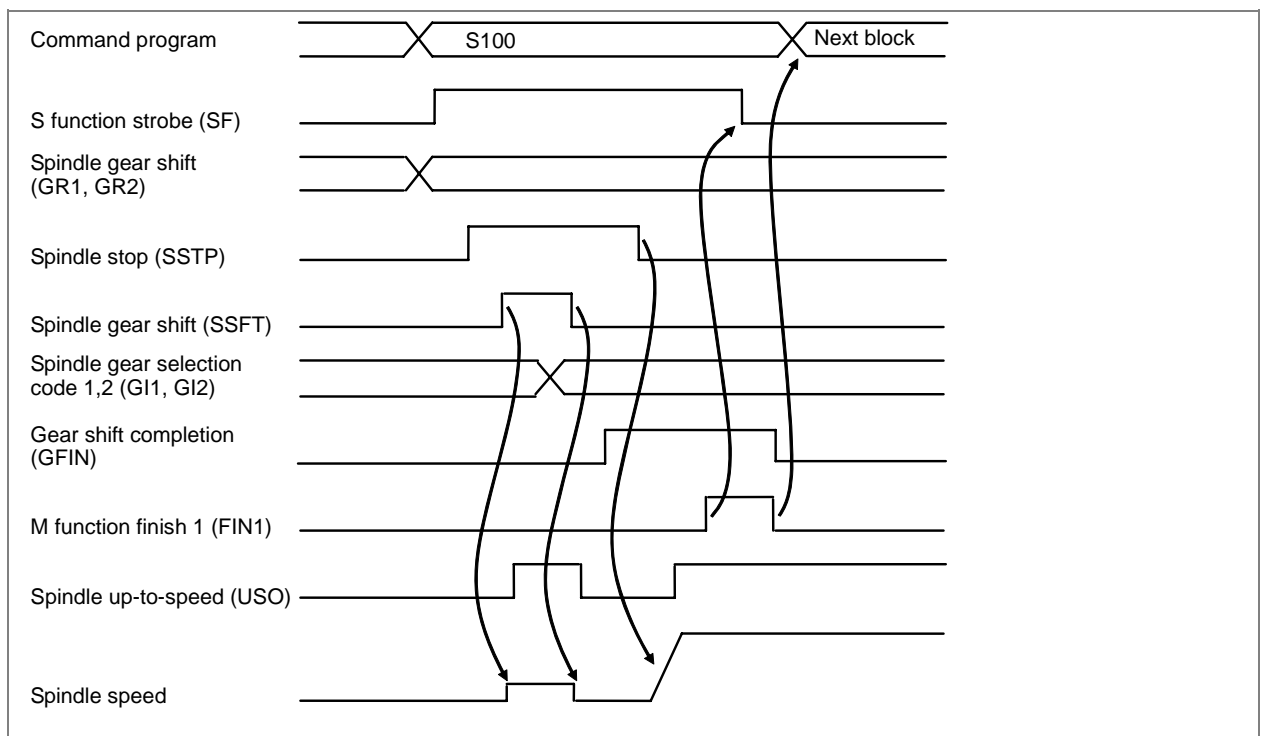 Command program
S100
Next block
S function strobe (SF)
Spindle gear shift
(GR1, GR2)
Spindle stop (SSTP)
Spindle gear shift (SSFT)
Spindle gear selection
code 1,2 (GI1, GI2)
Gear shift completion
(GFIN)
M function finish 1 (FIN1)
Spindle up-to-speed (USO)
Spindle speed